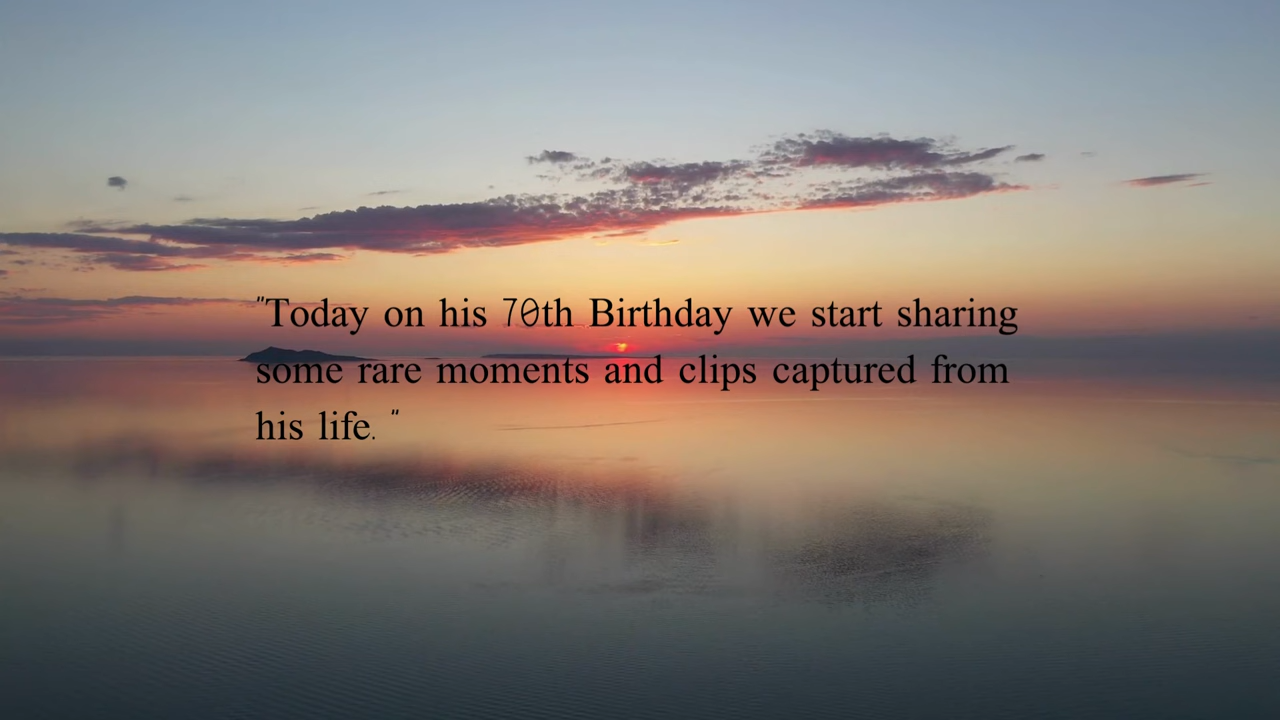 "Today on his 70th Birthday we start sharing
some rare moments and clips captured from
his life. "